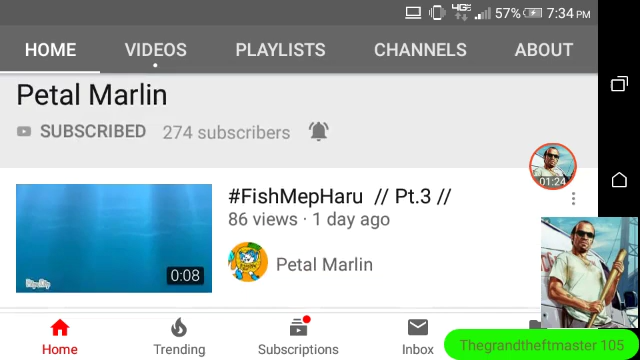 57% 7:34 PM
HOME VIDEOS PLAYLISTS CHANNELS ABOUT
Petal Marlin
SUBSCRIBED 274 subscribers
01:24
#FishMepHaru // Pt.3 //
86 views · 1 day ago
0:08
Petal Marlin
Home Trending Subscriptions Inbox
Thegrandtheftmaster 105